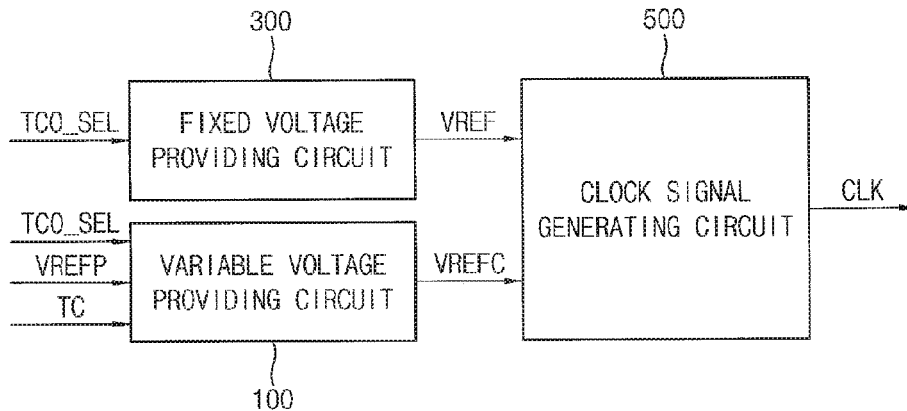 300
500
TCO_SEL
FIXED VOLTAGE
PROVIDING CIRCUIT
VREF
CLOCK SIGNAL
GENERATING CIRCUIT
CLK
TCO_SEL
VREFP
TC
VARIABLE VOLTAGE
PROVIDING CIRCUIT
VREFC
100